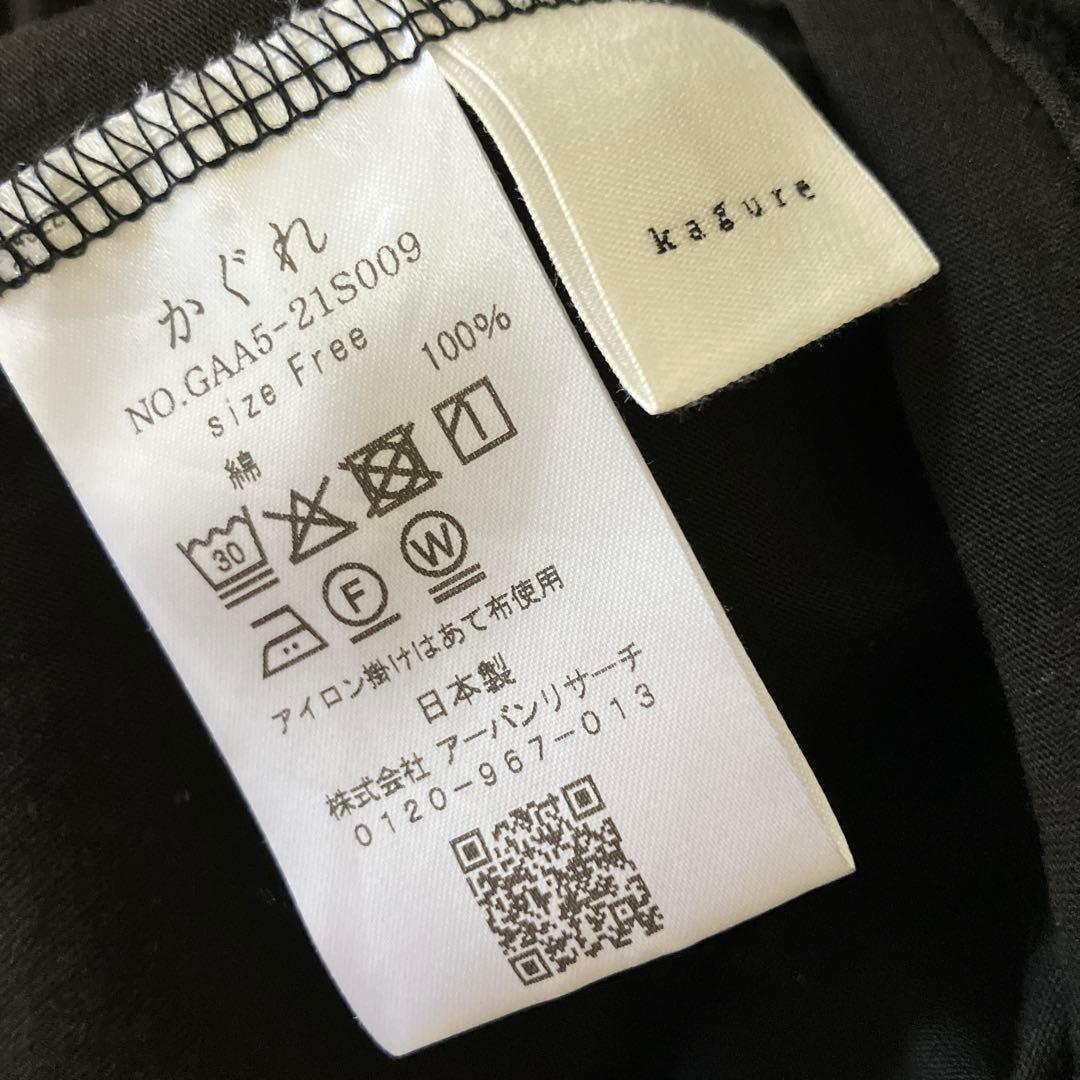 かぐれ
NO.GAA5-21S009
size Free
綿 100%
30
F W
アイロン掛けはあて布使用
日本製
株式会社 アーバンリサーチ
0120-967-013
kagure